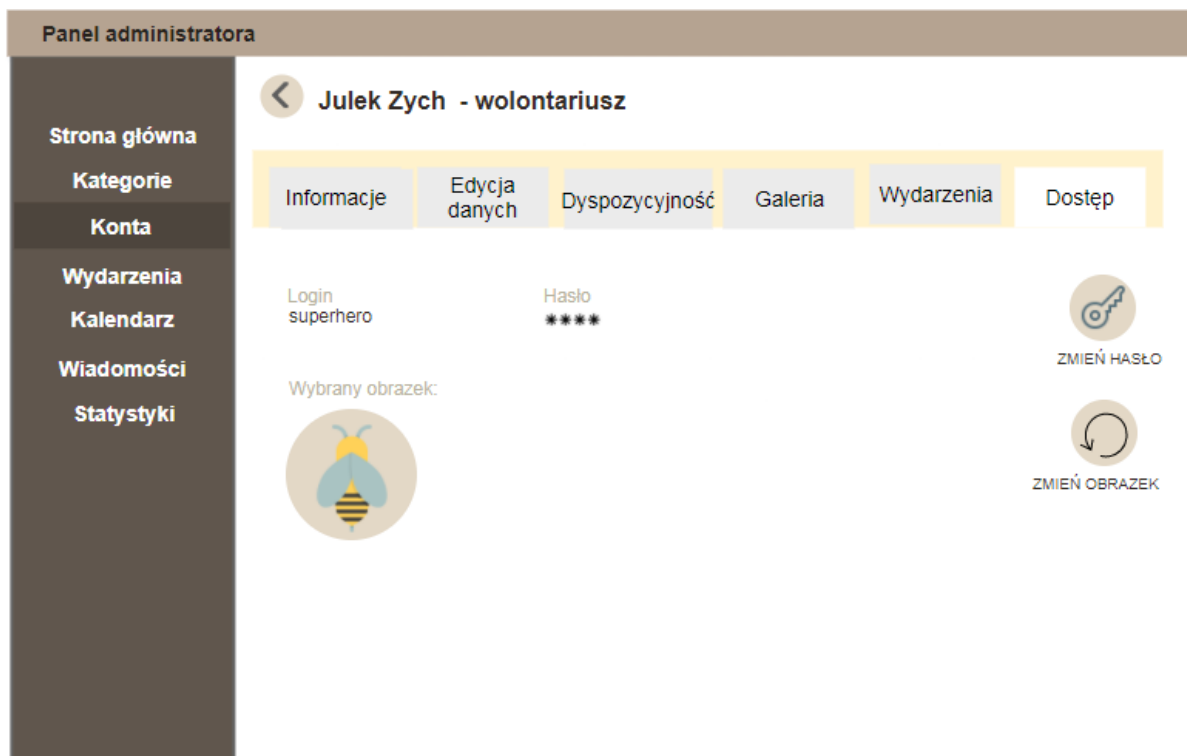 Panel administratora
Julek Zych - wolontariusz
Strona główna
Kategorie
Konta
Wydarzenia
Kalendarz
Wiadomości
Statystyki
Informacje
Edycja
danych
Dyspozycyjność
Galeria
Wydarzenia
Dostęp
Login
superhero
Hasło
****
ZMIEŃ HASŁO
Wybrany obrazek:
ZMIEŃ OBRAZEK